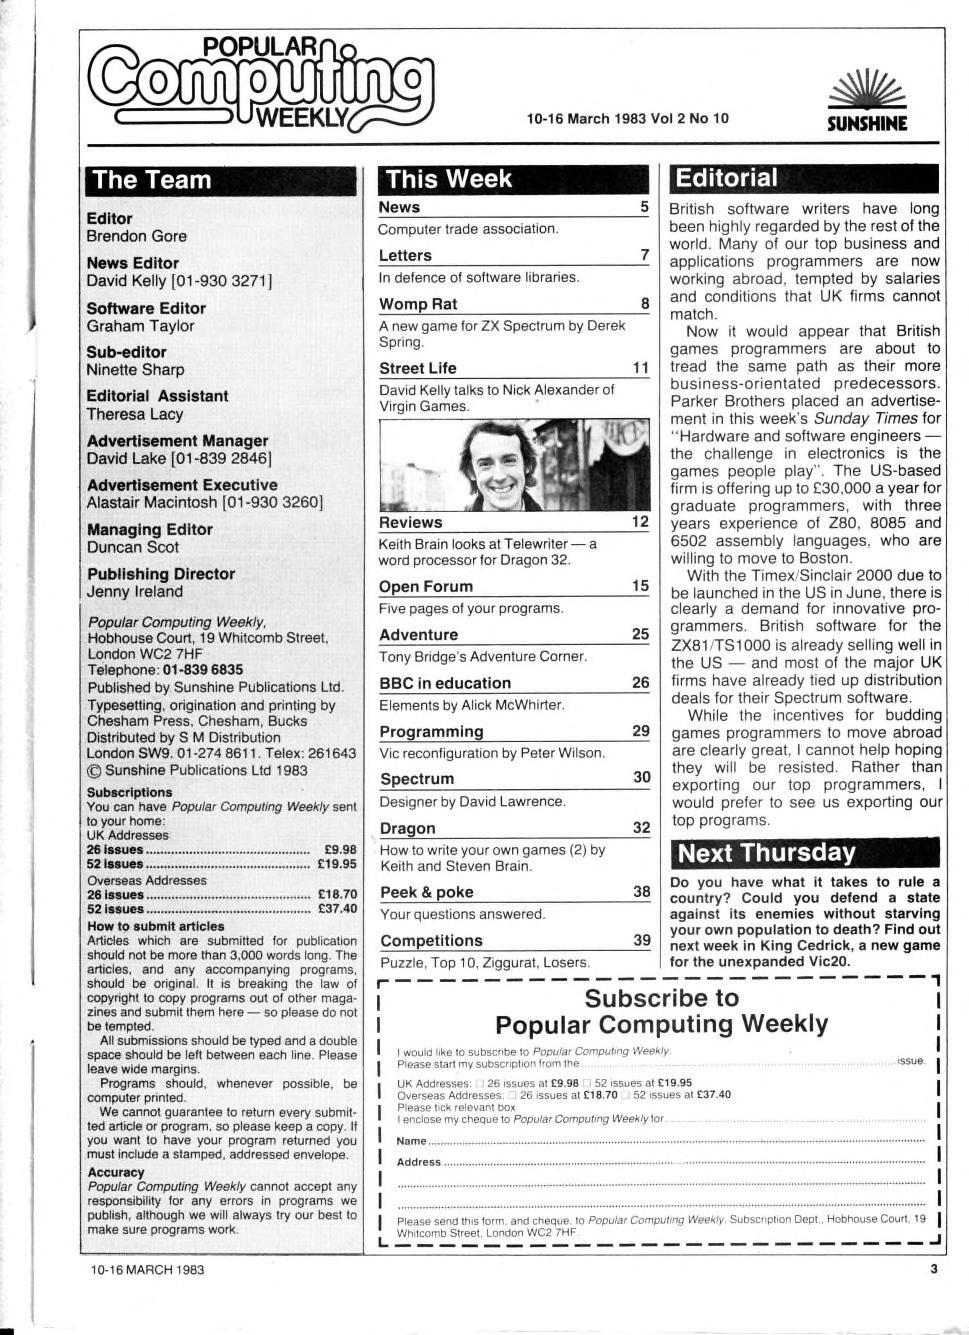 POPULAR
Computing
WEEKLY
10-16 March 1983 Vol 2 No 10
SUNSHINE
The Team
Editor
Brendon Gore
News Editor
David Kelly [01-930 3271]
Software Editor
Graham Taylor
Sub-editor
Ninette Sharp
Editorial Assistant
Theresa Lacy
Advertisement Manager
David Lake [01-839 2846]
Advertisement Executive
Alastair Macintosh [01-930 3260]
Managing Editor
Duncan Scot
Publishing Director
Jenny Ireland
Popular Computing Weekly,
Hobhouse Court, 19 Whitcomb Street,
London WC2 7HF
Telephone: 01-839 6835
Published by Sunshine Publications Ltd.
Typesetting, origination and printing by
Chesham Press, Chesham, Bucks
Distributed by S M Distribution
London SW9. 01-274 8611. Telex: 261643
© Sunshine Publications Ltd 1983
Subscriptions
You can have Popular Computing Weekly sent
to your home:
UK Addresses
26 issues ........................................ £9.98
52 issues ........................................ £19.95
Overseas Addresses
26 issues ........................................ £18.70
52 issues ........................................ £37.40
How to submit articles
Articles which are submitted for publication
should not be more than 3,000 words long. The
articles, and any accompanying programs,
should be original. It is breaking the law of
copyright to copy programs out of other maga-
zines and submit them here — so please do not
be tempted.
All submissions should be typed and a double
space should be left between each line. Please
leave wide margins.
Programs should, whenever possible, be
computer printed.
We cannot guarantee to return every submit-
ted article or program, so please keep a copy. If
you want to have your program returned you
must include a stamped, addressed envelope.
Accuracy
Popular Computing Weekly cannot accept any
responsibility for any errors in programs we
publish, although we will always try our best to
make sure programs work.
This Week
News 5
Computer trade association.
Letters 7
In defence of software libraries.
Womp Rat 8
A new game for ZX Spectrum by Derek
Spring.
Street Life 11
David Kelly talks to Nick Alexander of
Virgin Games.
Reviews 12
Keith Brain looks at Telewriter — a
word processor for Dragon 32.
Open Forum 15
Five pages of your programs.
Adventure 25
Tony Bridge's Adventure Corner.
BBC in education 26
Elements by Alick McWhirter.
Programming 29
Vic reconfiguration by Peter Wilson.
Spectrum 30
Designer by David Lawrence.
Dragon 32
How to write your own games (2) by
Keith and Steven Brain.
Peek & poke 38
Your questions answered.
Competitions 39
Puzzle, Top 10, Ziggurat, Losers.
Editorial
British software writers have long
been highly regarded by the rest of the
world. Many of our top business and
applications programmers are now
working abroad, tempted by salaries
and conditions that UK firms cannot
match.
Now it would appear that British
games programmers are about to
tread the same path as their more
business-orientated predecessors.
Parker Brothers placed an advertise-
ment in this week's Sunday Times for
"Hardware and software engineers —
the challenge in electronics is the
games people play". The US-based
firm is offering up to £30,000 a year for
graduate programmers, with three
years experience of Z80, 8085 and
6502 assembly languages, who are
willing to move to Boston.
With the Timex/Sinclair 2000 due to
be launched in the US in June, there is
clearly a demand for innovative pro-
grammers. British software for the
ZX81/TS1000 is already selling well in
the US — and most of the major UK
firms have already tied up distribution
deals for their Spectrum software.
While the incentives for budding
games programmers to move abroad
are clearly great, I cannot help hoping
they will be resisted. Rather than
exporting our top programmers, I
would prefer to see us exporting our
top programs.
Next Thursday
Do you have what it takes to rule a
country? Could you defend a state
against its enemies without starving
your own population to death? Find out
next week in King Cedrick, a new game
for the unexpanded Vic20.
Subscribe to
Popular Computing Weekly
I would like to subscribe to Popular Computing Weekly.
Please start my subscription from the ........................................ issue.
UK Addresses: □ 26 issues at £9.98 □ 52 issues at £19.95
Overseas Addresses: □ 26 issues at £18.70 □ 52 issues at £37.40
Please tick relevant box
I enclose my cheque to Popular Computing Weekly for ........................................
Name ........................................
Address ........................................
Please send this form, and cheque, to Popular Computing Weekly, Subscription Dept., Hobhouse Court, 19
Whitcomb Street, London WC2 7HF.
10-16 MARCH 1983
3